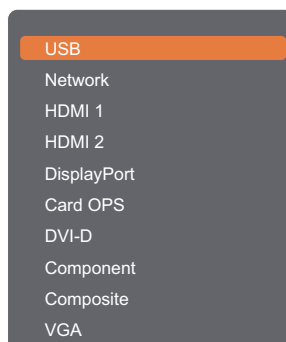 USB
Network
HDMI 1
HDMI 2
DisplayPort
Card OPS
DVI-D
Component
Composite
VGA